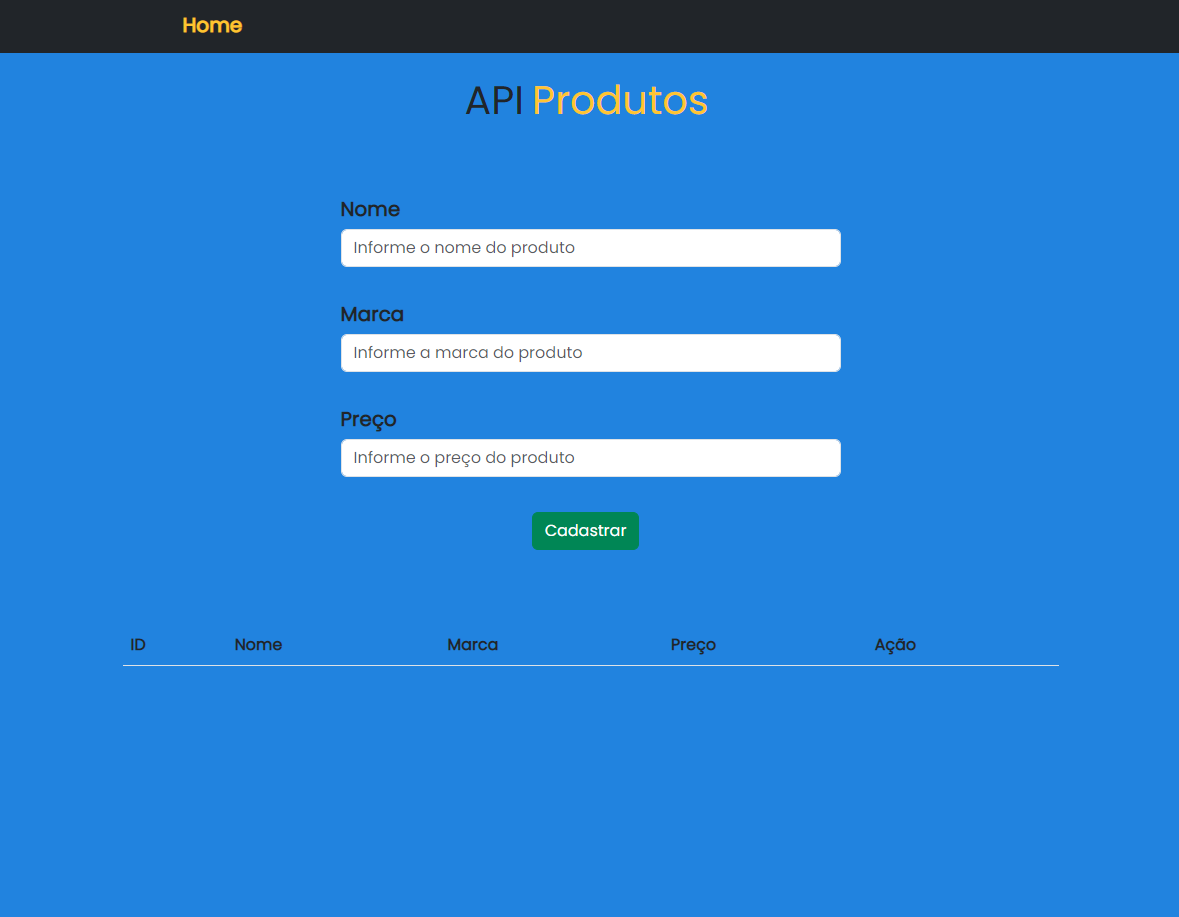 Home
API Produtos
Nome
Informe o nome do produto
Marca
Informe a marca do produto
Preço
Informe o preço do produto
Cadastrar
ID Nome Marca Preço Ação